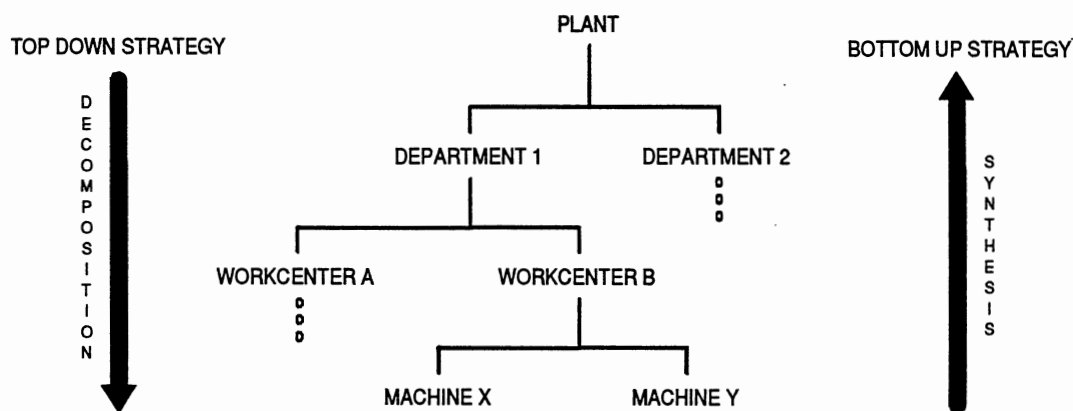 PLANT
TOP DOWN STRATEGY
BOTTOM UP STRATEGY
DECOMPOSITION
SYNTHESIS
DEPARTMENT 1
DEPARTMENT 2
WORKCENTER A
WORKCENTER B
MACHINE X
MACHINE Y